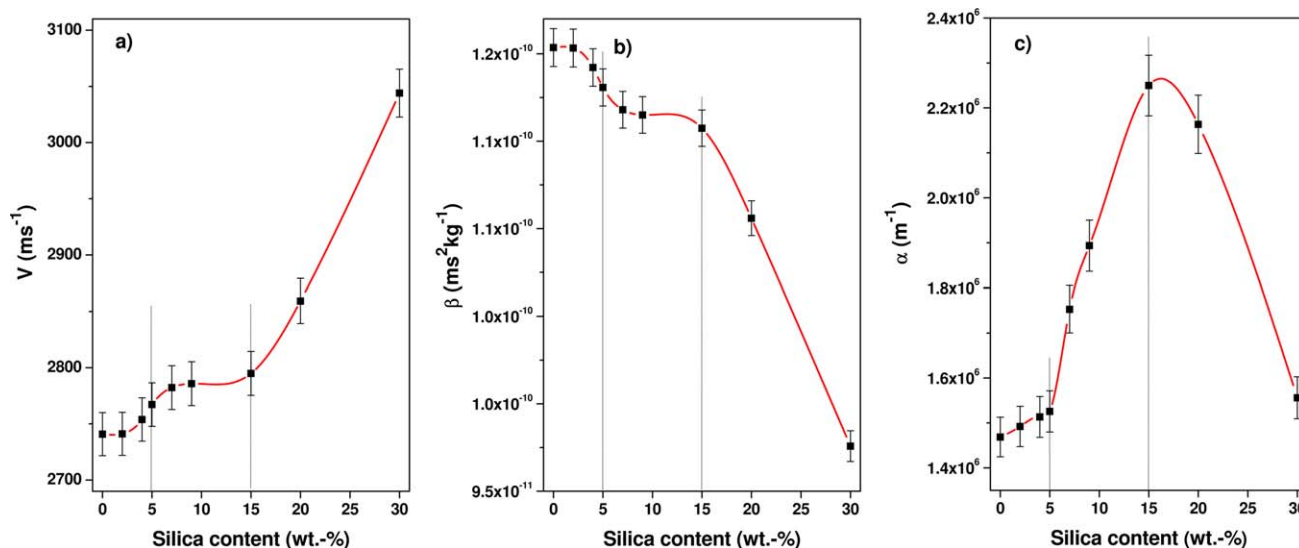 a)
3100
3000
2900
2800
2700
V (ms⁻¹)
0 5 10 15 20 25 30
Silica content (wt.-%)
b)
1.2x10⁻¹⁰
1.1x10⁻¹⁰
1.1x10⁻¹⁰
1.0x10⁻¹⁰
1.0x10⁻¹⁰
9.5x10⁻¹¹
β (ms²kg⁻¹)
0 5 10 15 20 25 30
Silica content (wt.-%)
c)
2.4x10⁶
2.2x10⁶
2.0x10⁶
1.8x10⁶
1.6x10⁶
1.4x10⁶
α (m⁻¹)
0 5 10 15 20 25 30
Silica content (wt.-%)